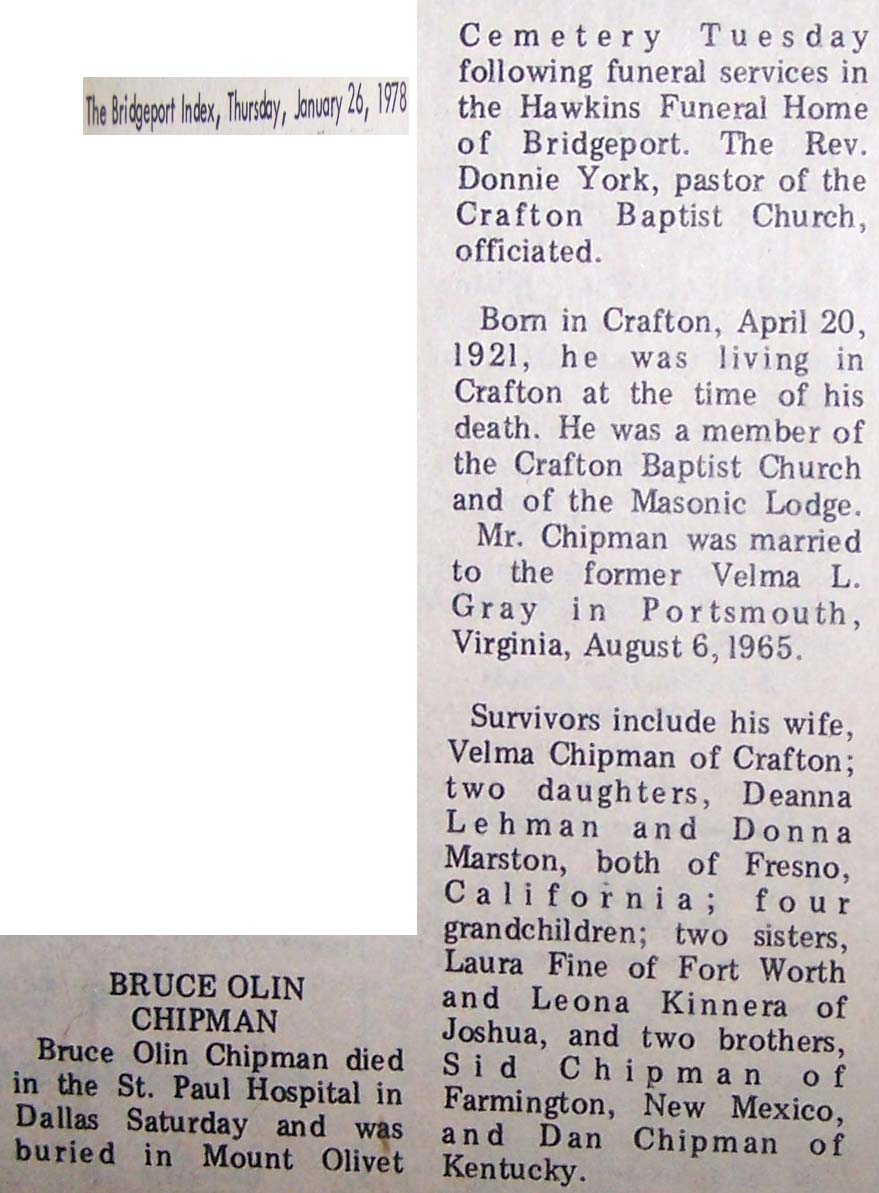 The Bridgeport Index, Thursday, January 26, 1978
BRUCE OLIN
CHIPMAN
Bruce Olin Chipman died
in the St. Paul Hospital in
Dallas Saturday and was
buried in Mount Olivet
Cemetery Tuesday
following funeral services in
the Hawkins Funeral Home
of Bridgeport. The Rev.
Donnie York, pastor of the
Crafton Baptist Church,
officiated.
Born in Crafton, April 20,
1921, he was living in
Crafton at the time of his
death. He was a member of
the Crafton Baptist Church
and of the Masonic Lodge.
Mr. Chipman was married
to the former Velma L.
Gray in Portsmouth,
Virginia, August 6, 1965.
Survivors include his wife,
Velma Chipman of Crafton;
two daughters, Deanna
Lehman and Donna
Marston, both of Fresno,
California; four
grandchildren; two sisters,
Laura Fine of Fort Worth
and Leona Kinnera of
Joshua, and two brothers,
Sid Chipman of
Farmington, New Mexico,
and Dan Chipman of
Kentucky.